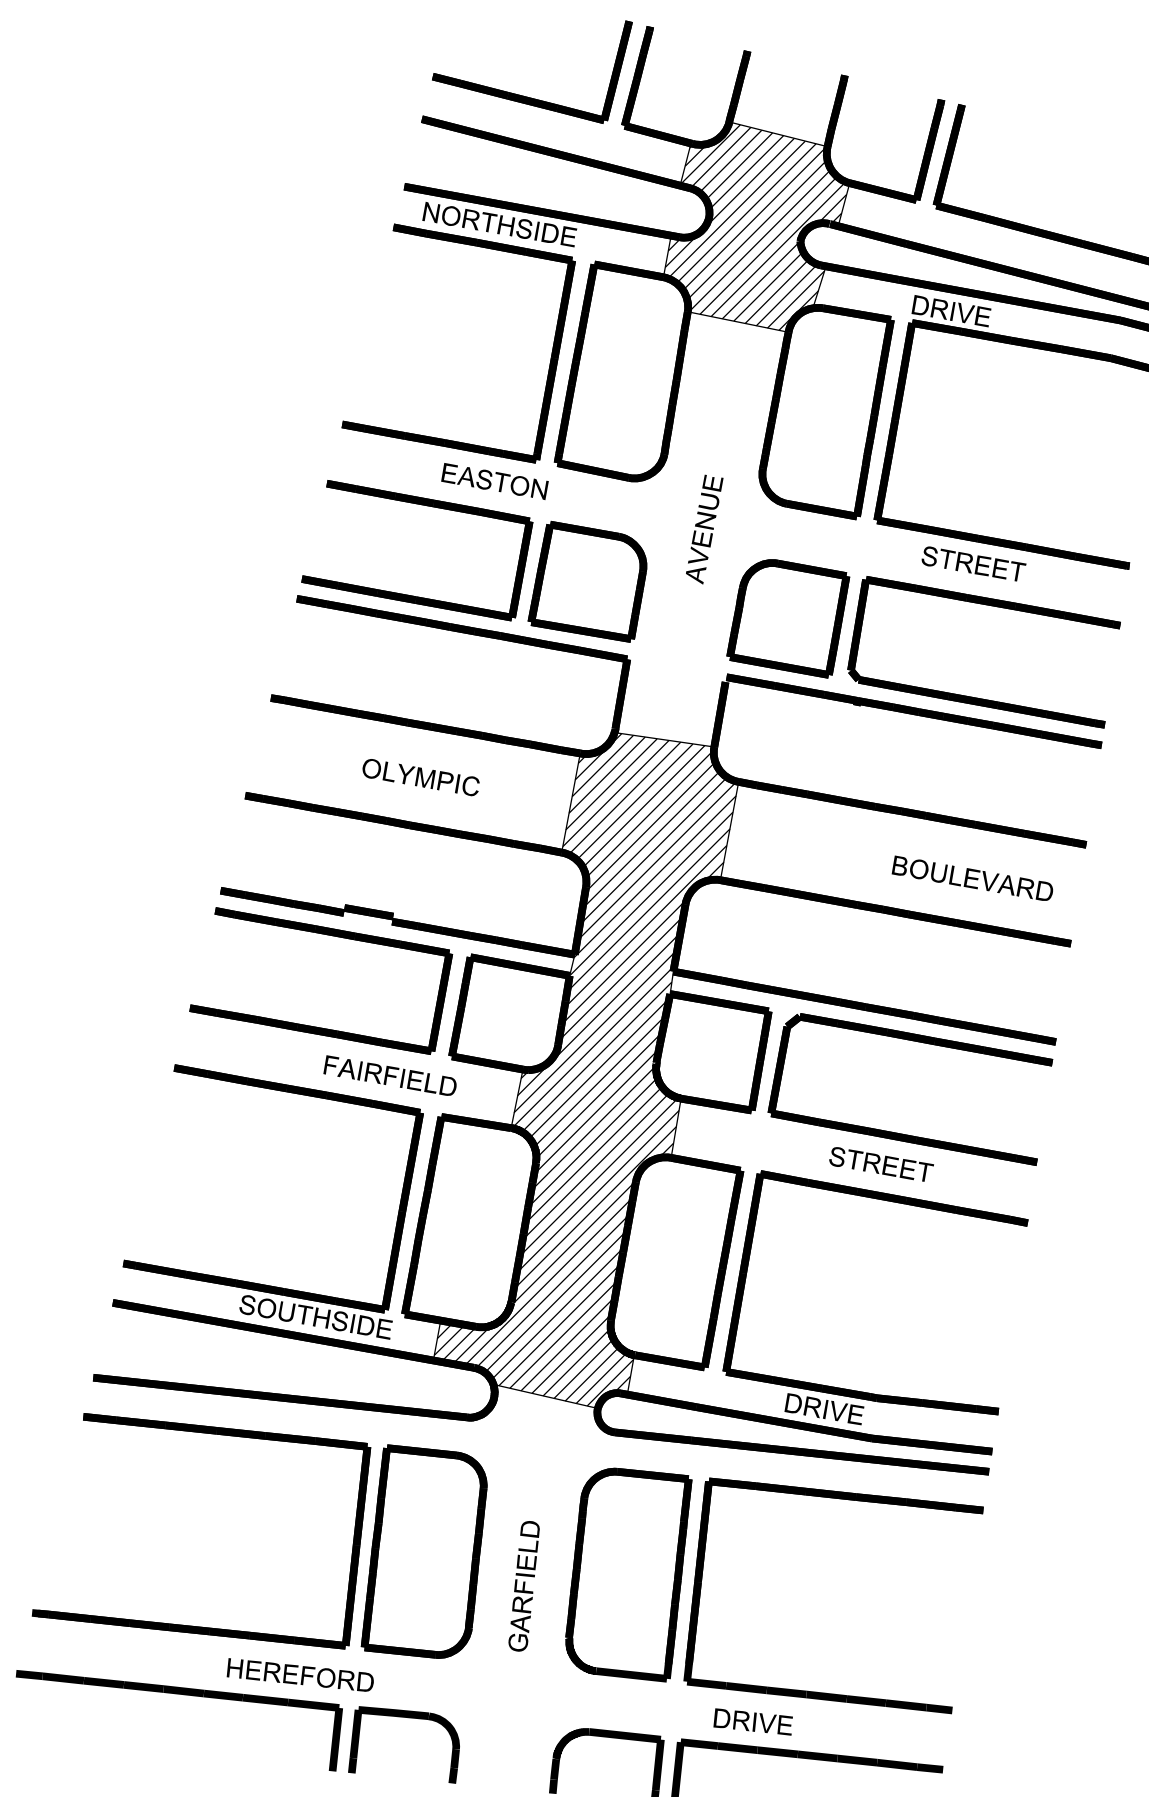 NORTHSIDE
DRIVE
EASTON
AVENUE
STREET
OLYMPIC
BOULEVARD
FAIRFIELD
STREET
SOUTHSIDE
DRIVE
GARFIELD
HEREFORD
DRIVE